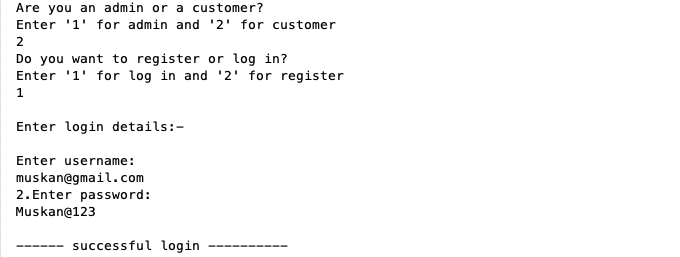 Are you an admin or a customer?
Enter '1' for admin and '2' for customer
2
Do you want to register or log in?
Enter '1' for log in and '2' for register
1
Enter login details:-
Enter username:
muskan@gmail.com
2.Enter password:
Muskan@123
------ successful login ----------